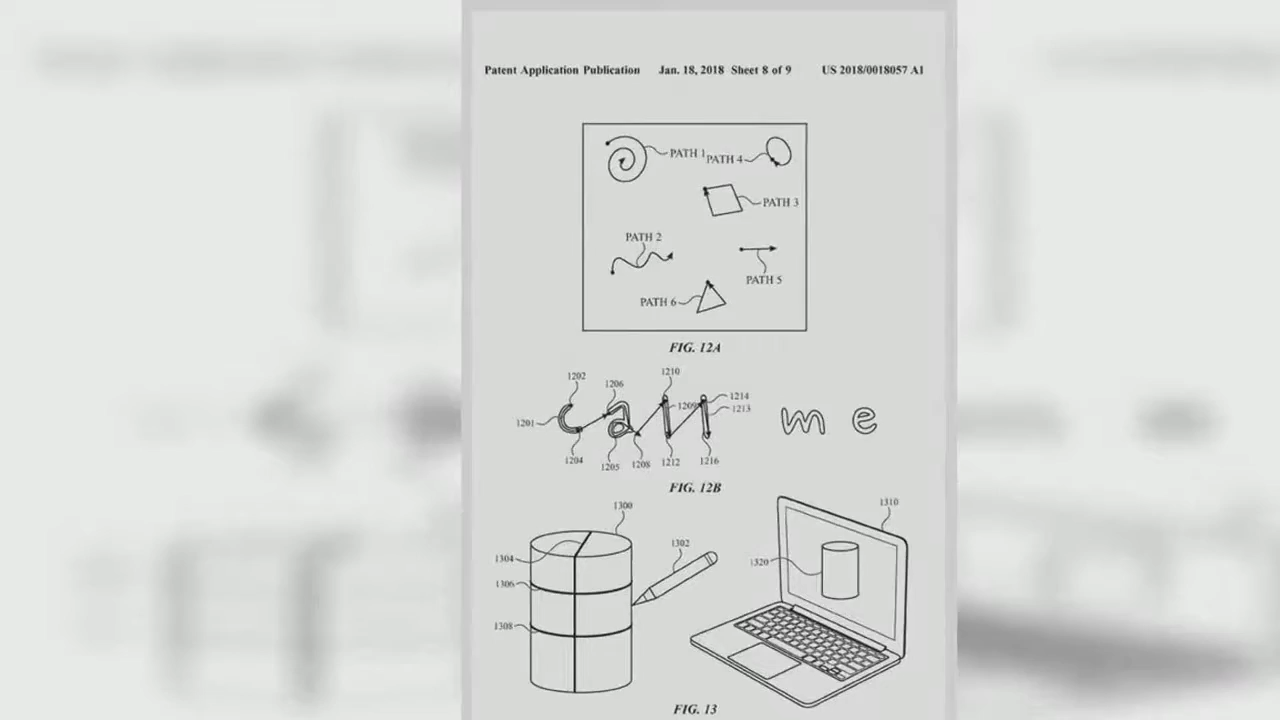 Patent Application Publication Jan. 18, 2018 Sheet 8 of 9 US 2018/0018057 A1
PATH 1
PATH 4
PATH 3
PATH 2
PATH 5
PATH 6
FIG. 12A
1202
1206
1210
1214
1209
1213
1201
can me
1204
1205
1208
1212
1216
FIG. 12B
1300
1310
1304
1302
1320
1306
1308
FIG. 13